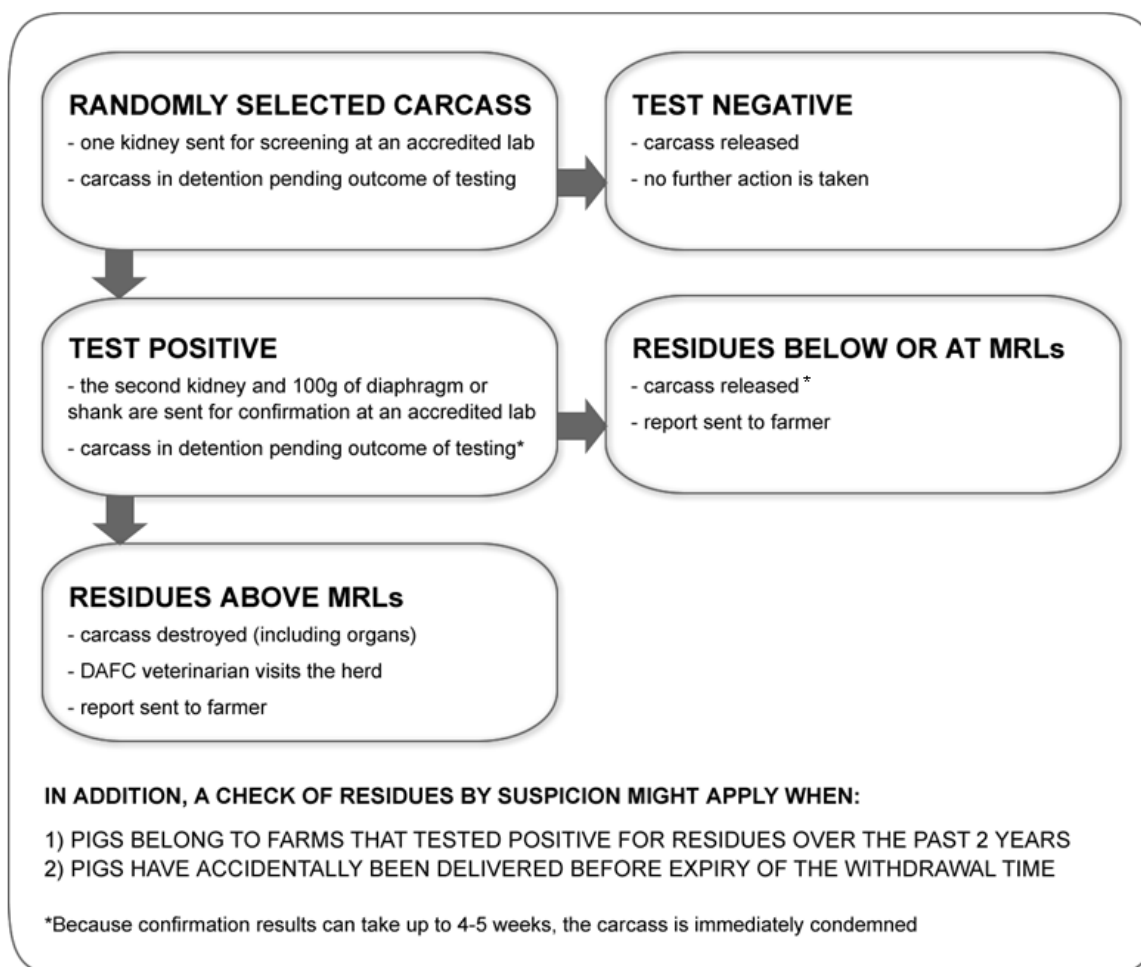 RANDOMLY SELECTED CARCASS
- one kidney sent for screening at an accredited lab
- carcass in detention pending outcome of testing
TEST NEGATIVE
- carcass released
- no further action is taken
TEST POSITIVE
- the second kidney and 100g of diaphragm or
shank are sent for confirmation at an accredited lab
- carcass in detention pending outcome of testing*
RESIDUES BELOW OR AT MRLs
- carcass released*
- report sent to farmer
RESIDUES ABOVE MRLs
- carcass destroyed (including organs)
- DAFC veterinarian visits the herd
- report sent to farmer
IN ADDITION, A CHECK OF RESIDUES BY SUSPICION MIGHT APPLY WHEN:
1) PIGS BELONG TO FARMS THAT TESTED POSITIVE FOR RESIDUES OVER THE PAST 2 YEARS
2) PIGS HAVE ACCIDENTALLY BEEN DELIVERED BEFORE EXPIRY OF THE WITHDRAWAL TIME
*Because confirmation results can take up to 4-5 weeks, the carcass is immediately condemned